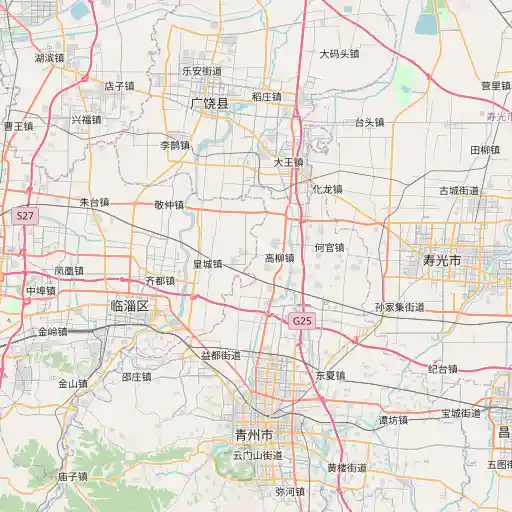 大码头镇
湖滨镇
乐安街道
店子镇
营里镇
稻庄镇
广饶县
寿光市
兴福镇
台头镇
曹王镇
李鹊镇
田柳镇
大王镇
化龙镇
古城街道
朱台镇
敬仲镇
S27
何官镇
高柳镇
寿光市
皇城镇
凤凰镇
齐都镇
中埠镇
临淄区
孙家集街道
G25
金岭镇
益都街道
纪台镇
东夏镇
邵庄镇
金山镇
宝城街道
谭坊镇
昌
青州市
云门山街道
五图街
黄楼街道
庙子镇
弥河镇